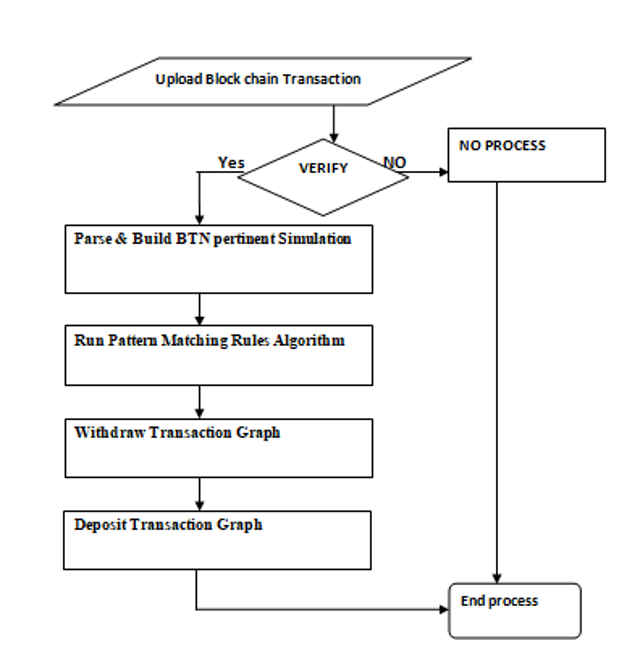 Upload Block chain Transaction
VERIFY
Yes
NO
NO PROCESS
Parse & Build BTN pertinent Simulation
Run Pattern Matching Rules Algorithm
Withdraw Transaction Graph
Deposit Transaction Graph
End process